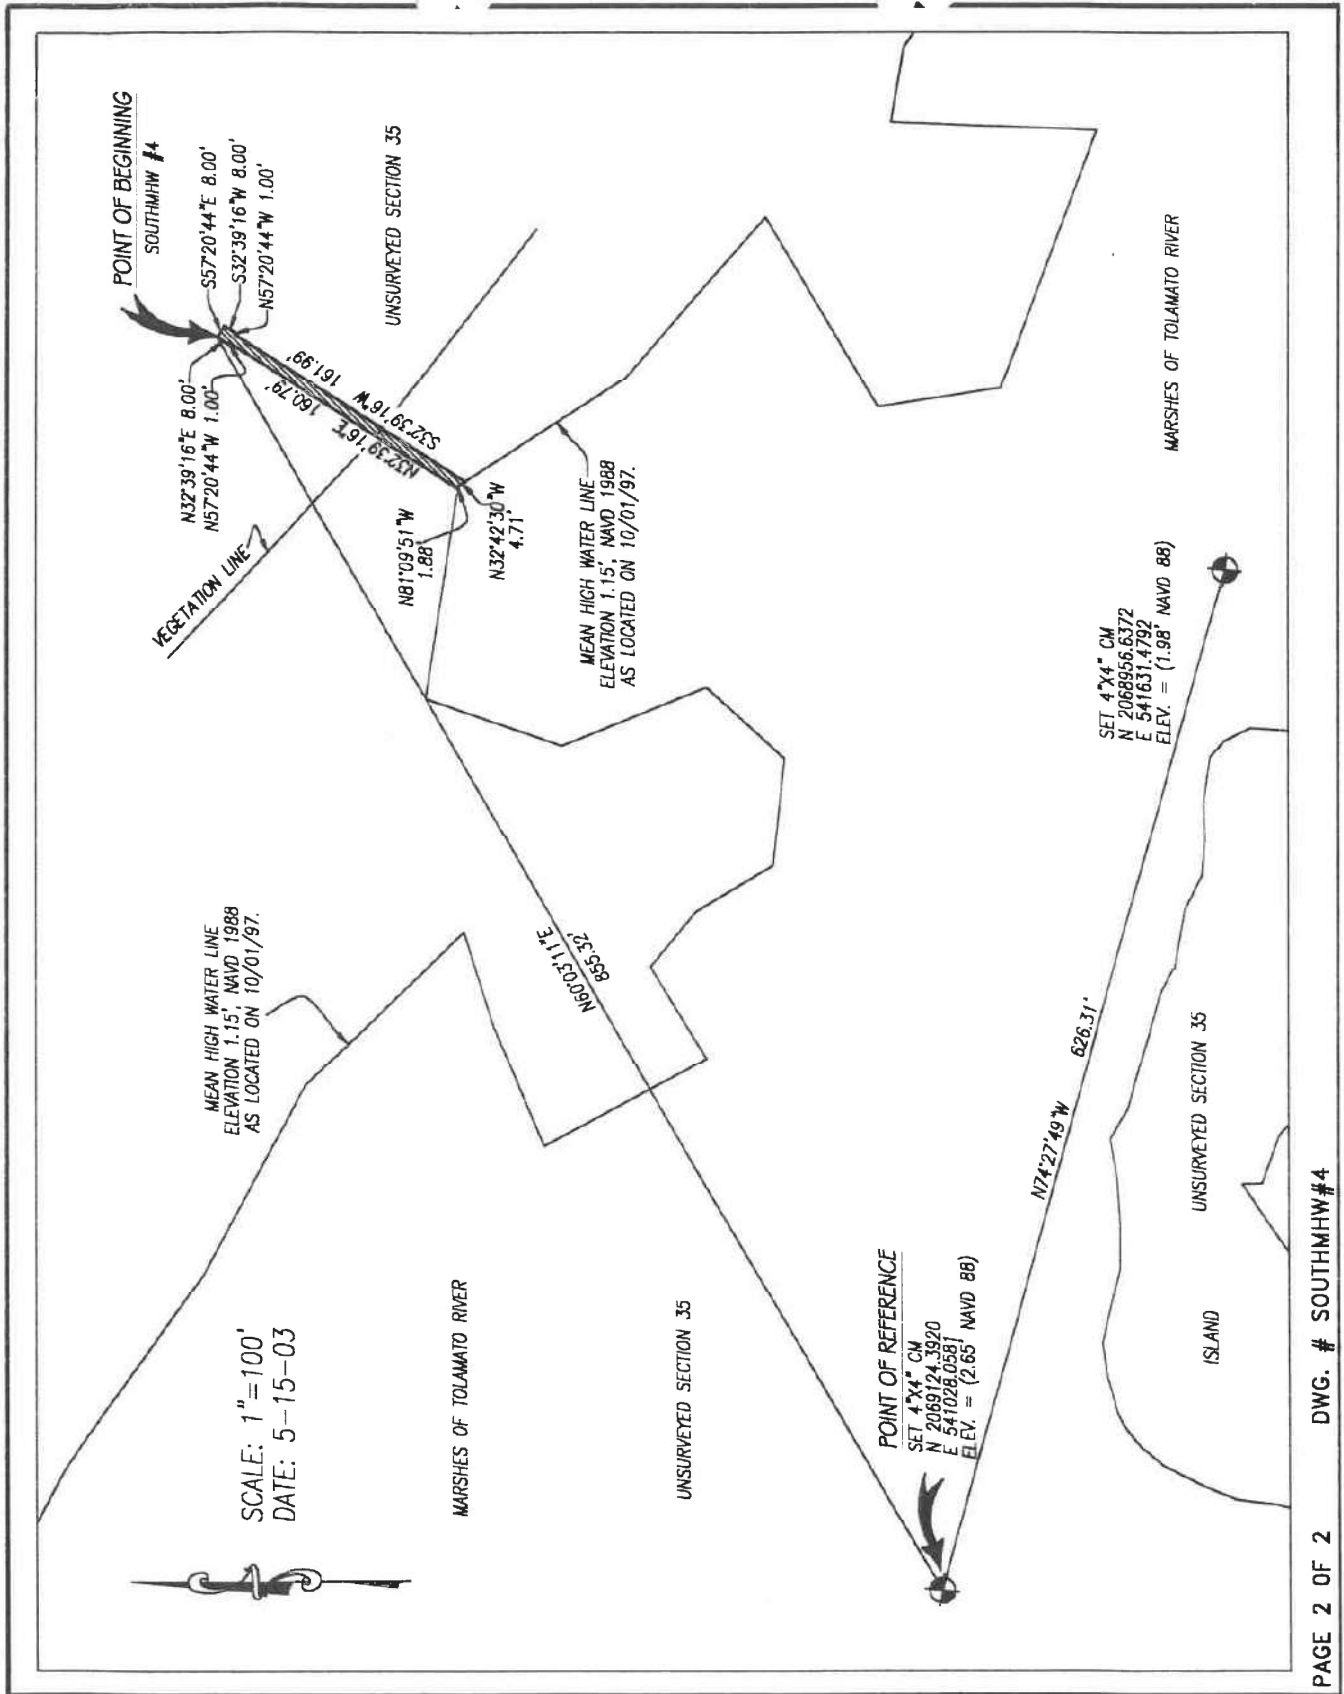 SCALE: 1"=100'
DATE: 5-15-03
MEAN HIGH WATER LINE
ELEVATION 1.15', NAVD 1988
AS LOCATED ON 10/01/97.
VEGETATION LINE
N32°39'16"E 8.00'
N57°20'44"W 1.00'
POINT OF BEGINNING
SOUTHMHW #4
S57°20'44"E 8.00'
S32°39'16"W 8.00'
N57°20'44"W 1.00'
N32°39'16"E 160.79'
S32°39'16"W 161.99'
UNSURVEYED SECTION 35
N81°09'51"W
1.88'
N32°42'30"W
4.71'
MARSHES OF TOLAMATO RIVER
N60°03'11"E
855.32'
MEAN HIGH WATER LINE
ELEVATION 1.15', NAVD 1988
AS LOCATED ON 10/01/97.
UNSURVEYED SECTION 35
POINT OF REFERENCE
SET 4"X4" CM
N 2069124.3920
E 541028.0581
ELEV. = (2.65' NAVD 88)
N74°27'49"W 626.31'
SET 4"X4" CM
N 2068956.6372
E 541631.4792
ELEV. = (1.98' NAVD 88)
MARSHES OF TOLAMATO RIVER
ISLAND
UNSURVEYED SECTION 35
PAGE 2 OF 2
DWG. # SOUTHMHW#4